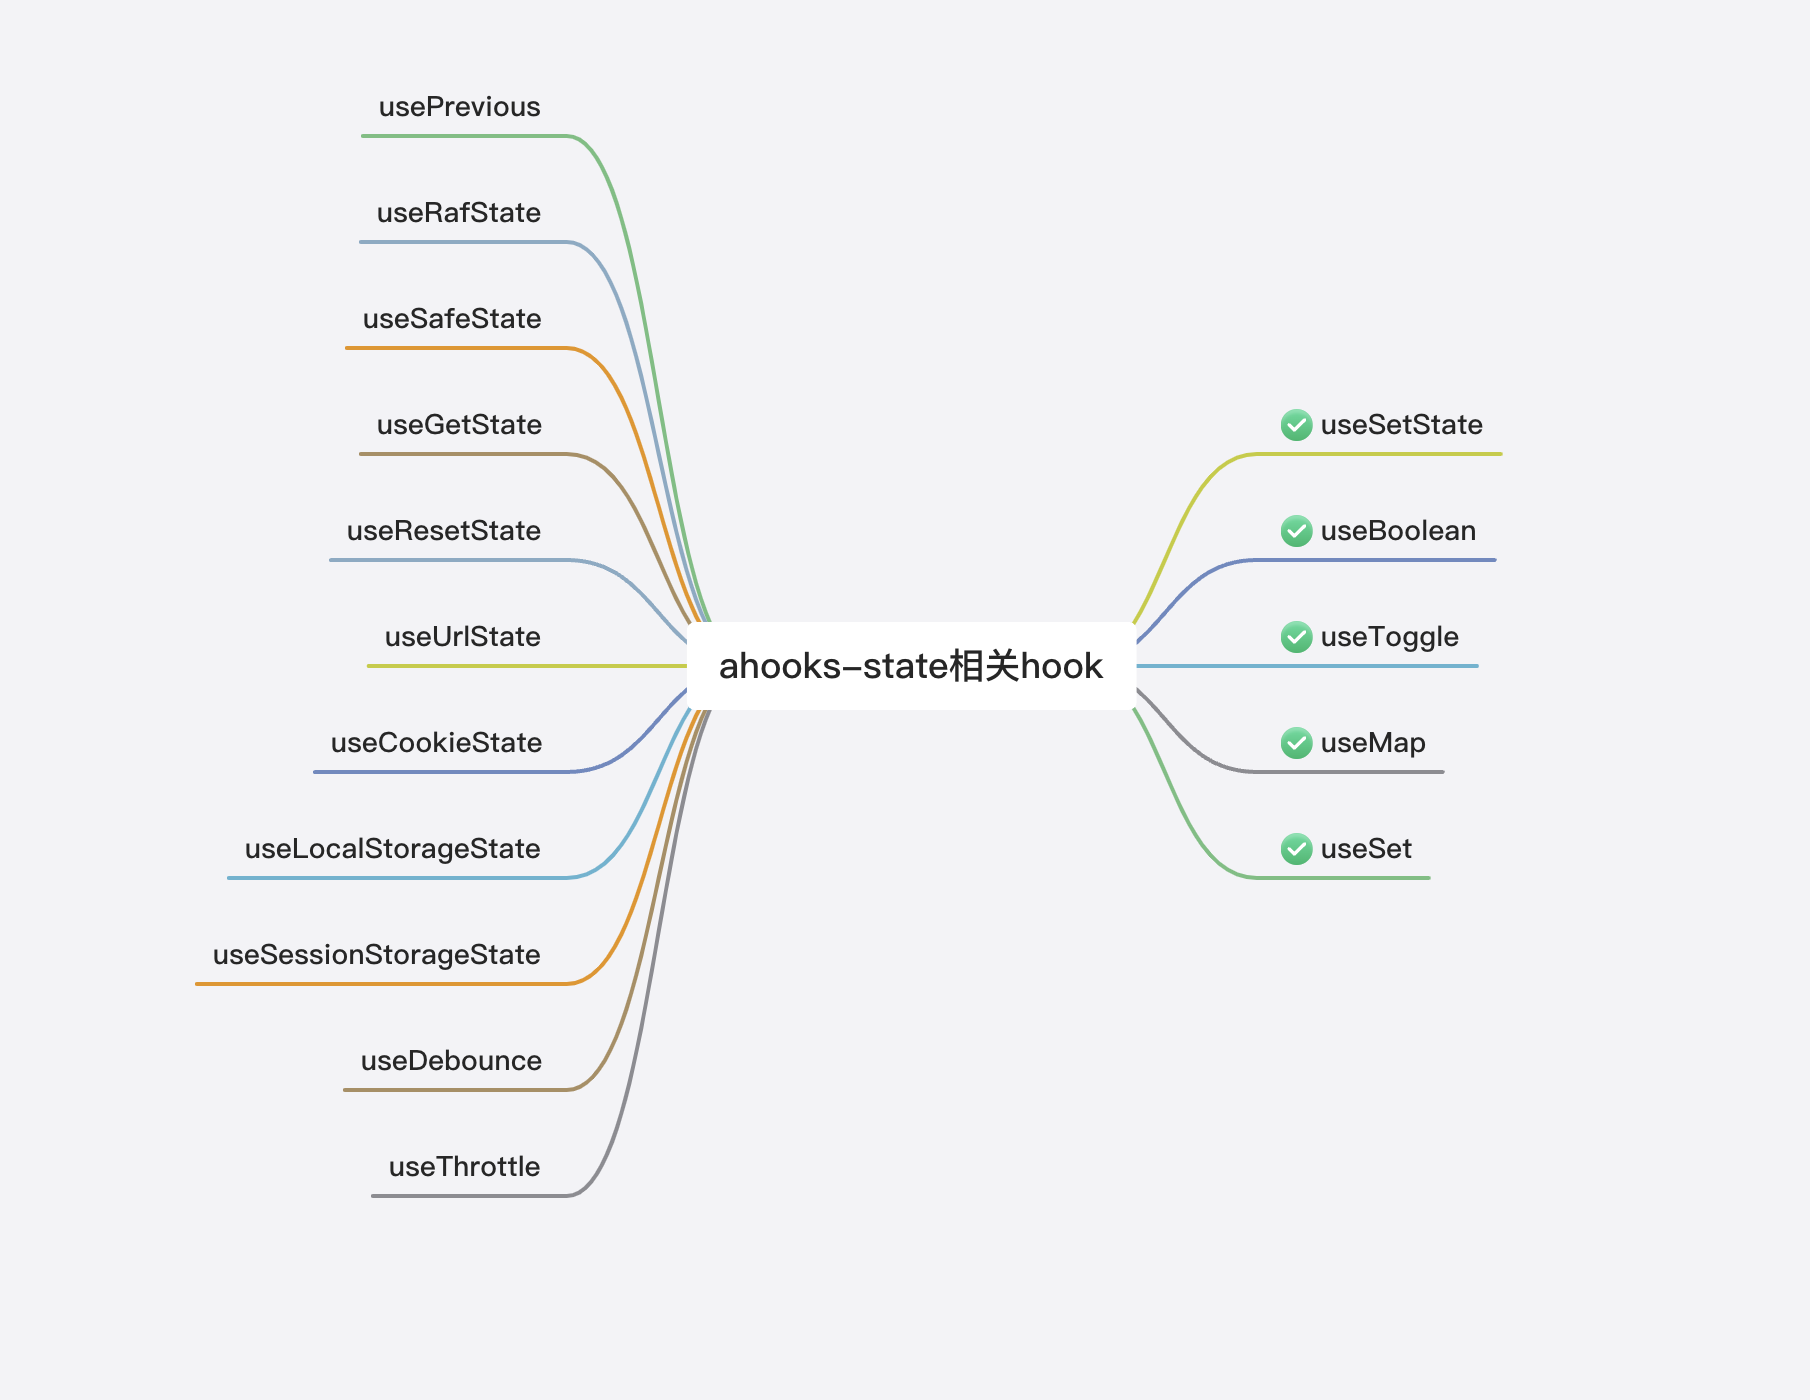 usePrevious
useRafState
useSafeState
useGetState
useResetState
useUrlState
useCookieState
useLocalStorageState
useSessionStorageState
useDebounce
useThrottle
ahooks-state相关hook
useSetState
useBoolean
useToggle
useMap
useSet